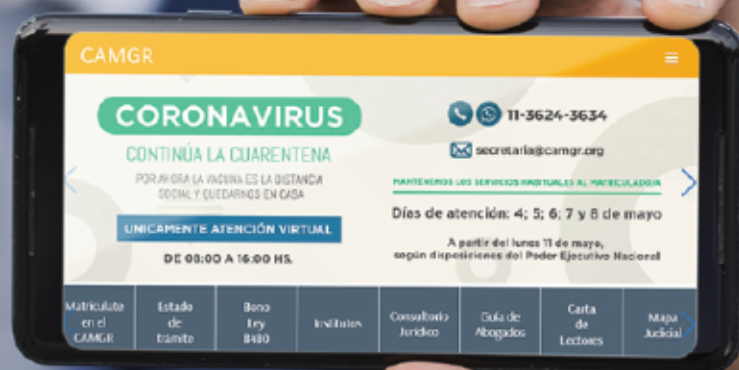 CAMGR
CORONAVIRUS
CONTINÚA LA CUARENTENA
POR AHORA LA VACUNA ES LA DISTANCIA
SOCIAL Y QUEDARNOS EN CASA
UNICAMENTE ATENCIÓN VIRTUAL
DE 08:00 A 16:00 HS.
11-3624-3634
secretaria@camgr.org
MANTENEMOS LOS SERVICIOS HABITUALES AL MATRICULADO/A
Días de atención: 4; 5; 6; 7 y 8 de mayo
A partir del lunes 11 de mayo,
según disposiciones del Poder Ejecutivo Nacional
Matriculate
en el
CAMGR
Estado
de
trámite
Bono
Ley
8480
Institutos
Consultorio
Jurídico
Guía de
Abogados
Carta
de
Lectores
Mapa
Judicial